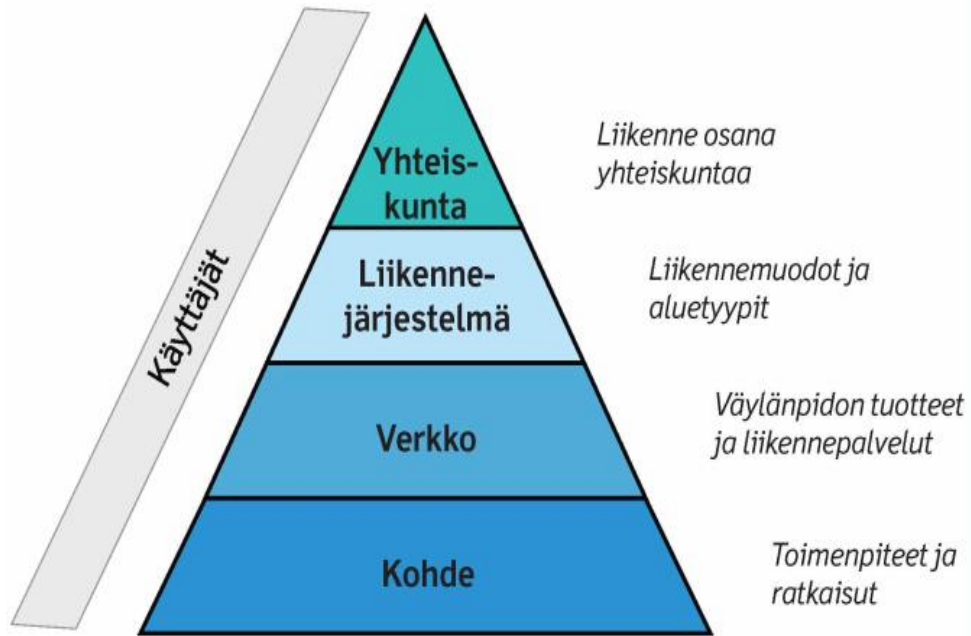 Käyttäjät
Yhteis-
kunta
Liikenne osana
yhteiskuntaa
Liikenne-
järjestelmä
Liikennemuodot ja
aluetyypit
Verkko
Väylänpidon tuotteet
ja liikennepalvelut
Kohde
Toimenpiteet ja
ratkaisut